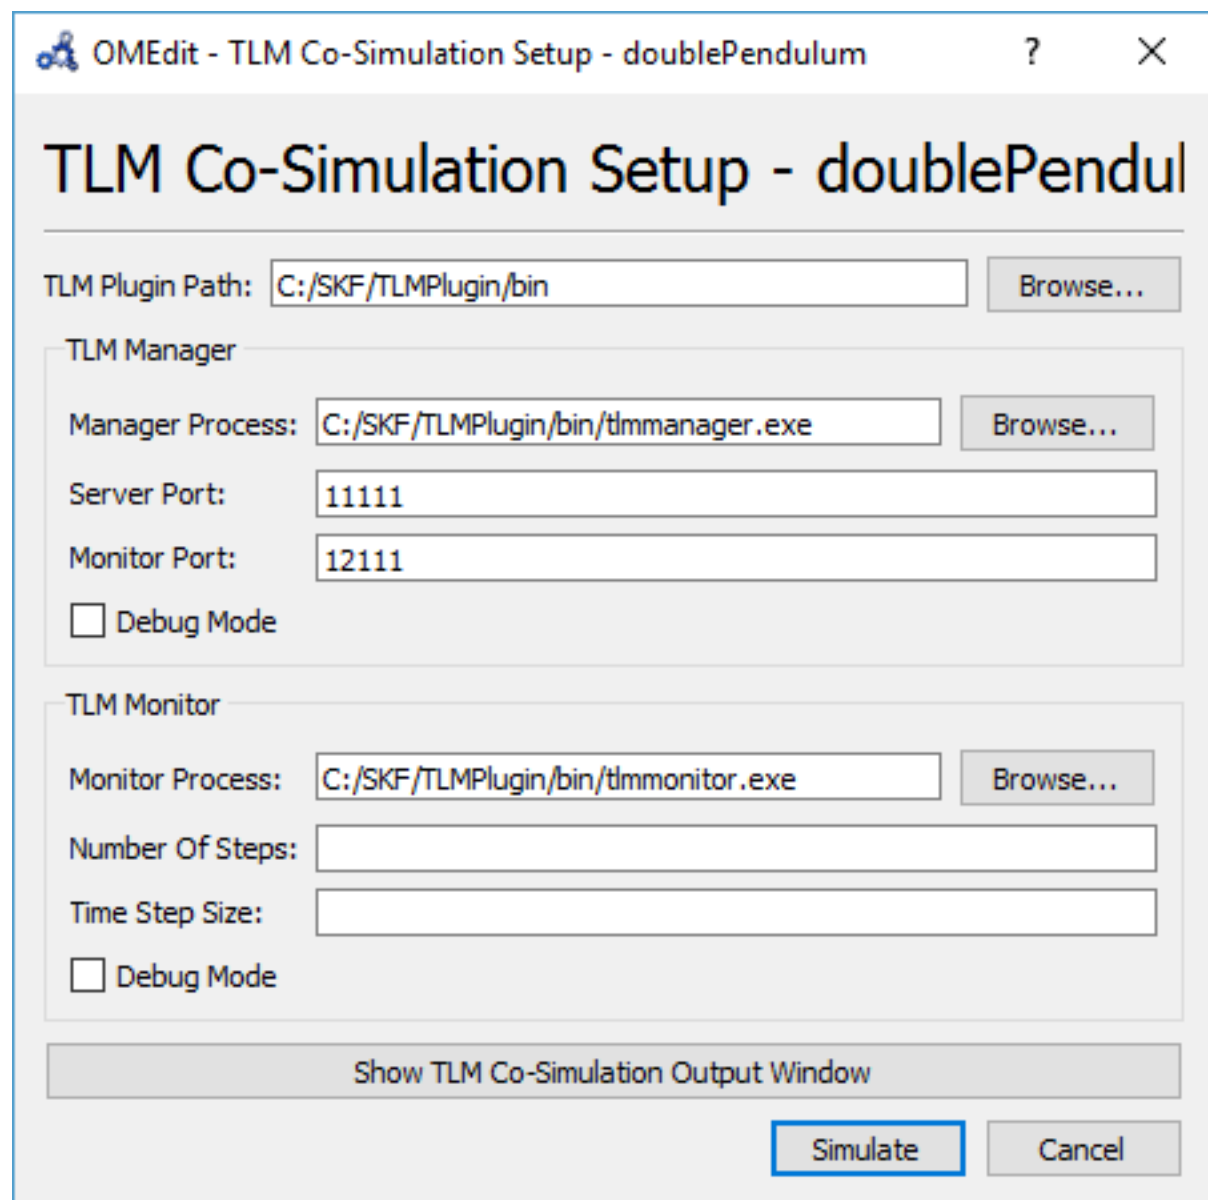 OMEdit - TLM Co-Simulation Setup - doublePendulum ?
TLM Co-Simulation Setup - doublePendul
TLM Plugin Path: C:/SKF/TLMPlugin/bin Browse...
TLM Manager
Manager Process: C:/SKF/TLMPlugin/bin/tlmmanager.exe Browse...
Server Port: 11111
Monitor Port: 12111
Debug Mode
TLM Monitor
Monitor Process: C:/SKF/TLMPlugin/bin/tlmmonitor.exe Browse...
Number Of Steps:
Time Step Size:
Debug Mode
Show TLM Co-Simulation Output Window
Simulate Cancel